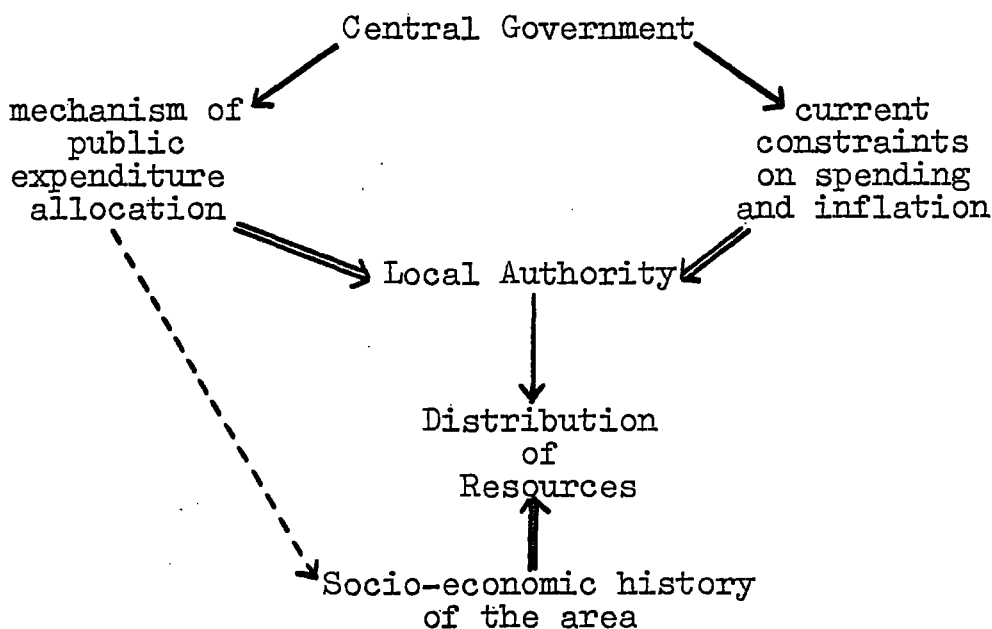 Central Government
mechanism of
public
expenditure
allocation
current
constraints
on spending
and inflation
Local Authority
Distribution
of
Resources
Socio-economic history
of the area